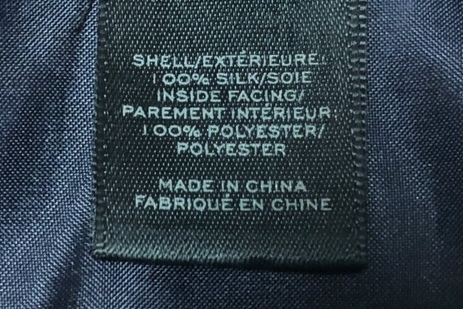 SHELL/EXTÉRIEURE:
100% SILK/SOIE
INSIDE FACING/
PAREMENT INTÉRIEUR:
100% POLYESTER/
POLYESTER
MADE IN CHINA
FABRIQUÉ EN CHINE